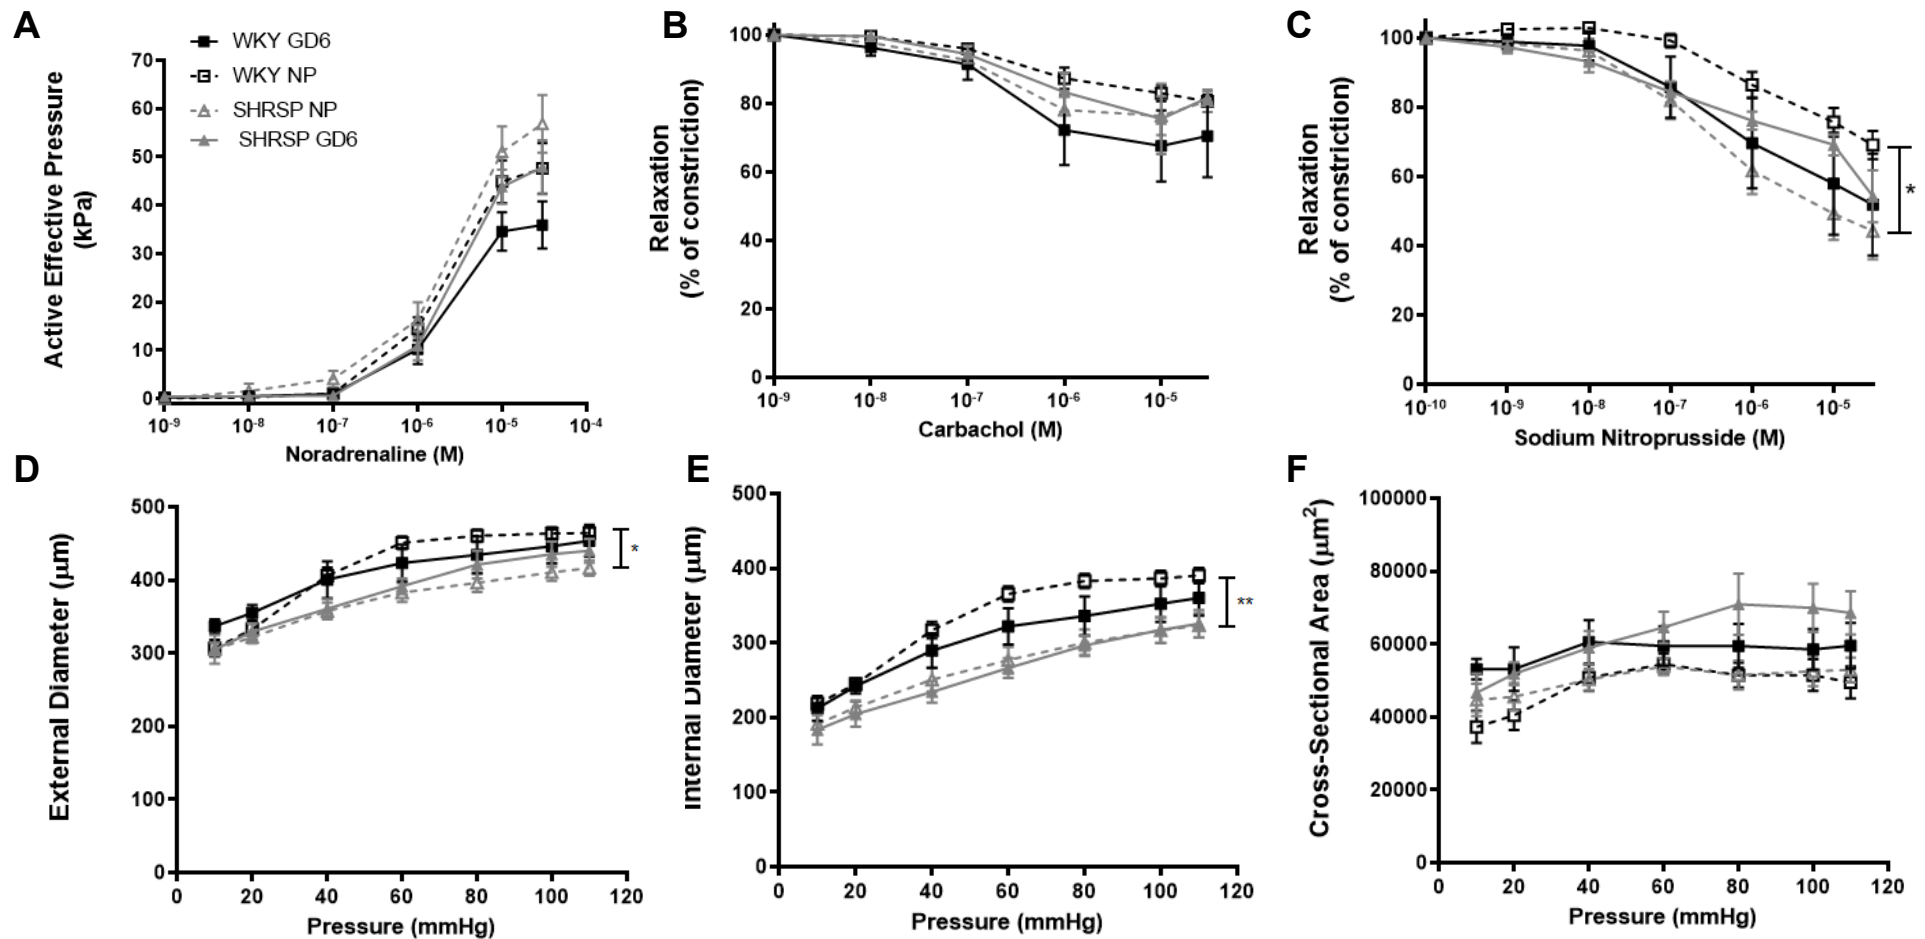 A
WKY GD6
WKY NP
SHRSP NP
SHRSP GD6
Active Effective Pressure
(kPa)
70
60
50
40
30
20
10
0
10⁻⁹ 10⁻⁸ 10⁻⁷ 10⁻⁶ 10⁻⁵ 10⁻⁴
Noradrenaline (M)
B
Relaxation
(% of constriction)
100
80
60
40
20
0
10⁻⁹ 10⁻⁸ 10⁻⁷ 10⁻⁶ 10⁻⁵
Carbachol (M)
C
Relaxation
(% of constriction)
100
80
60
40
20
0
*
10⁻¹⁰ 10⁻⁹ 10⁻⁸ 10⁻⁷ 10⁻⁶ 10⁻⁵
Sodium Nitroprusside (M)
D
External Diameter (µm)
500
400
300
200
100
0
*
0 20 40 60 80 100 120
Pressure (mmHg)
E
Internal Diameter (µm)
500
400
300
200
100
0
**
0 20 40 60 80 100 120
Pressure (mmHg)
F
Cross-Sectional Area (µm²)
100000
80000
60000
40000
20000
0
0 20 40 60 80 100 120
Pressure (mmHg)